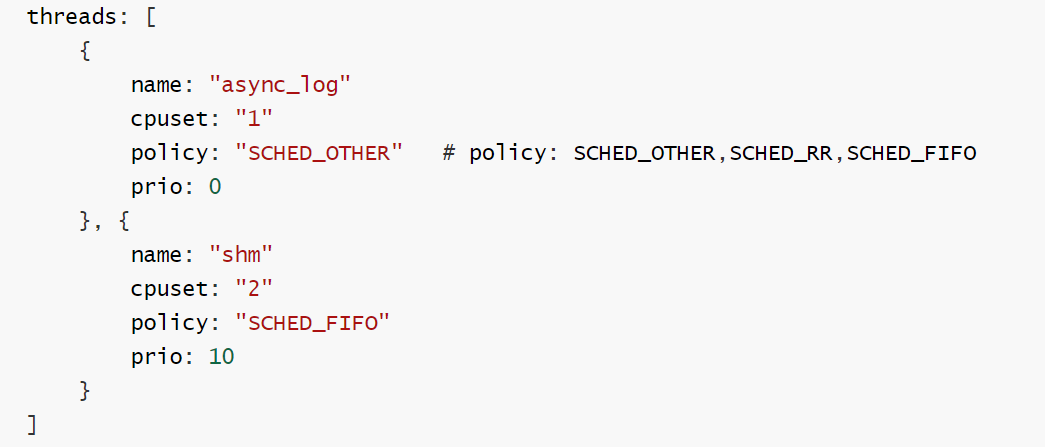 threads: [
    {
        name: "async_log"
        cpuset: "1"
        policy: "SCHED_OTHER"   # policy: SCHED_OTHER,SCHED_RR,SCHED_FIFO
        prio: 0
    }, {
        name: "shm"
        cpuset: "2"
        policy: "SCHED_FIFO"
        prio: 10
    }
]